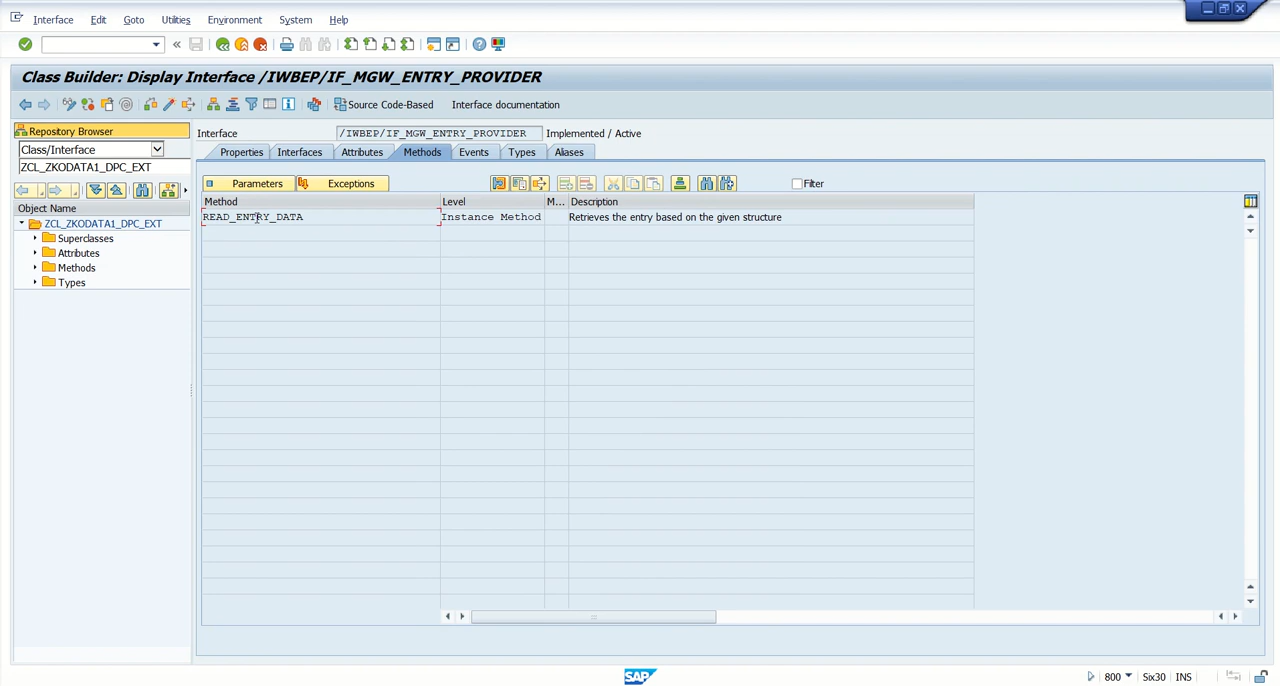 Interface Edit Goto Utilities Environment System Help
Class Builder: Display Interface /IWBEP/IF_MGW_ENTRY_PROVIDER
Source Code-Based Interface documentation
Repository Browser
Class/Interface
ZCL_ZKODATA1_DPC_EXT
Object Name
ZCL_ZKODATA1_DPC_EXT
Superclasses
Attributes
Methods
Types
Interface /IWBEP/IF_MGW_ENTRY_PROVIDER Implemented / Active
Properties Interfaces Attributes Methods Events Types Aliases
Parameters Exceptions Filter
Method Level M... Description
READ_ENTRY_DATA Instance Method Retrieves the entry based on the given structure
SAP
800 Six30 INS